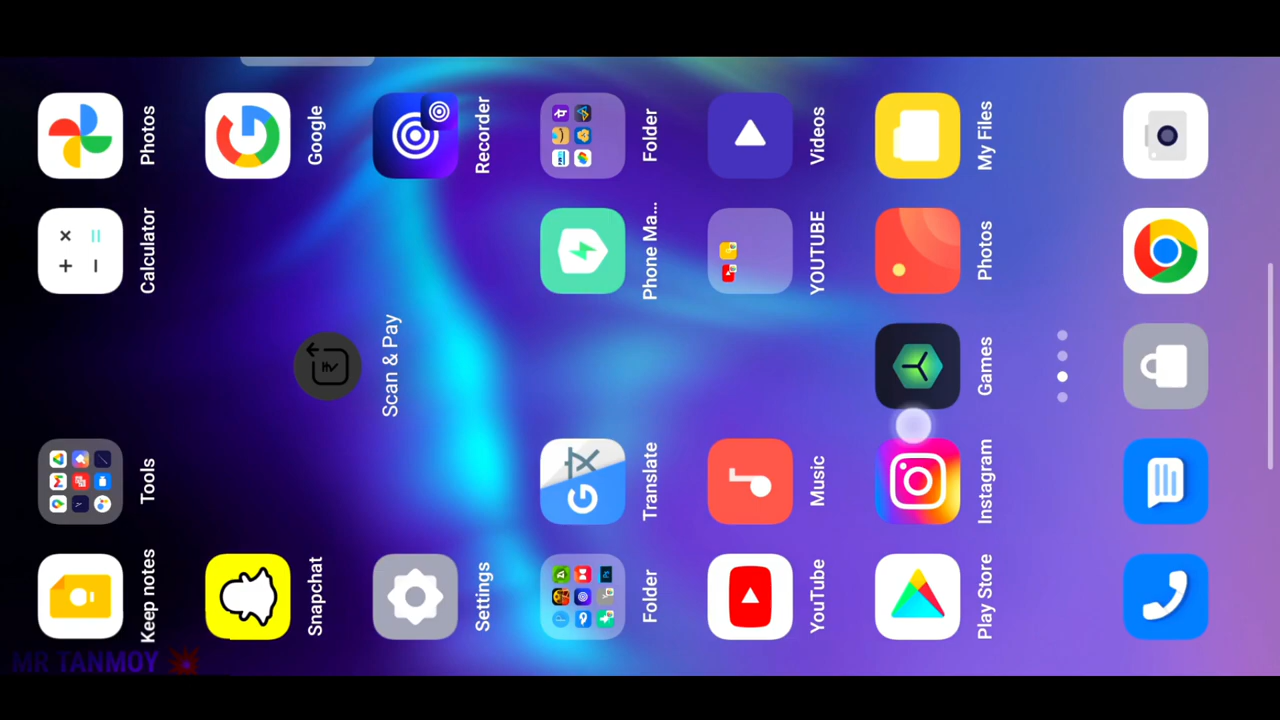 Keep notes
Tools
Calculator
Photos
Snapchat
Scan & Pay
Google
Settings
Recorder
Folder
Translate
Phone Ma...
Folder
YouTube
Music
YOUTUBE
Videos
Play Store
Instagram
Games
Photos
My Files
MR TANMOY 💥